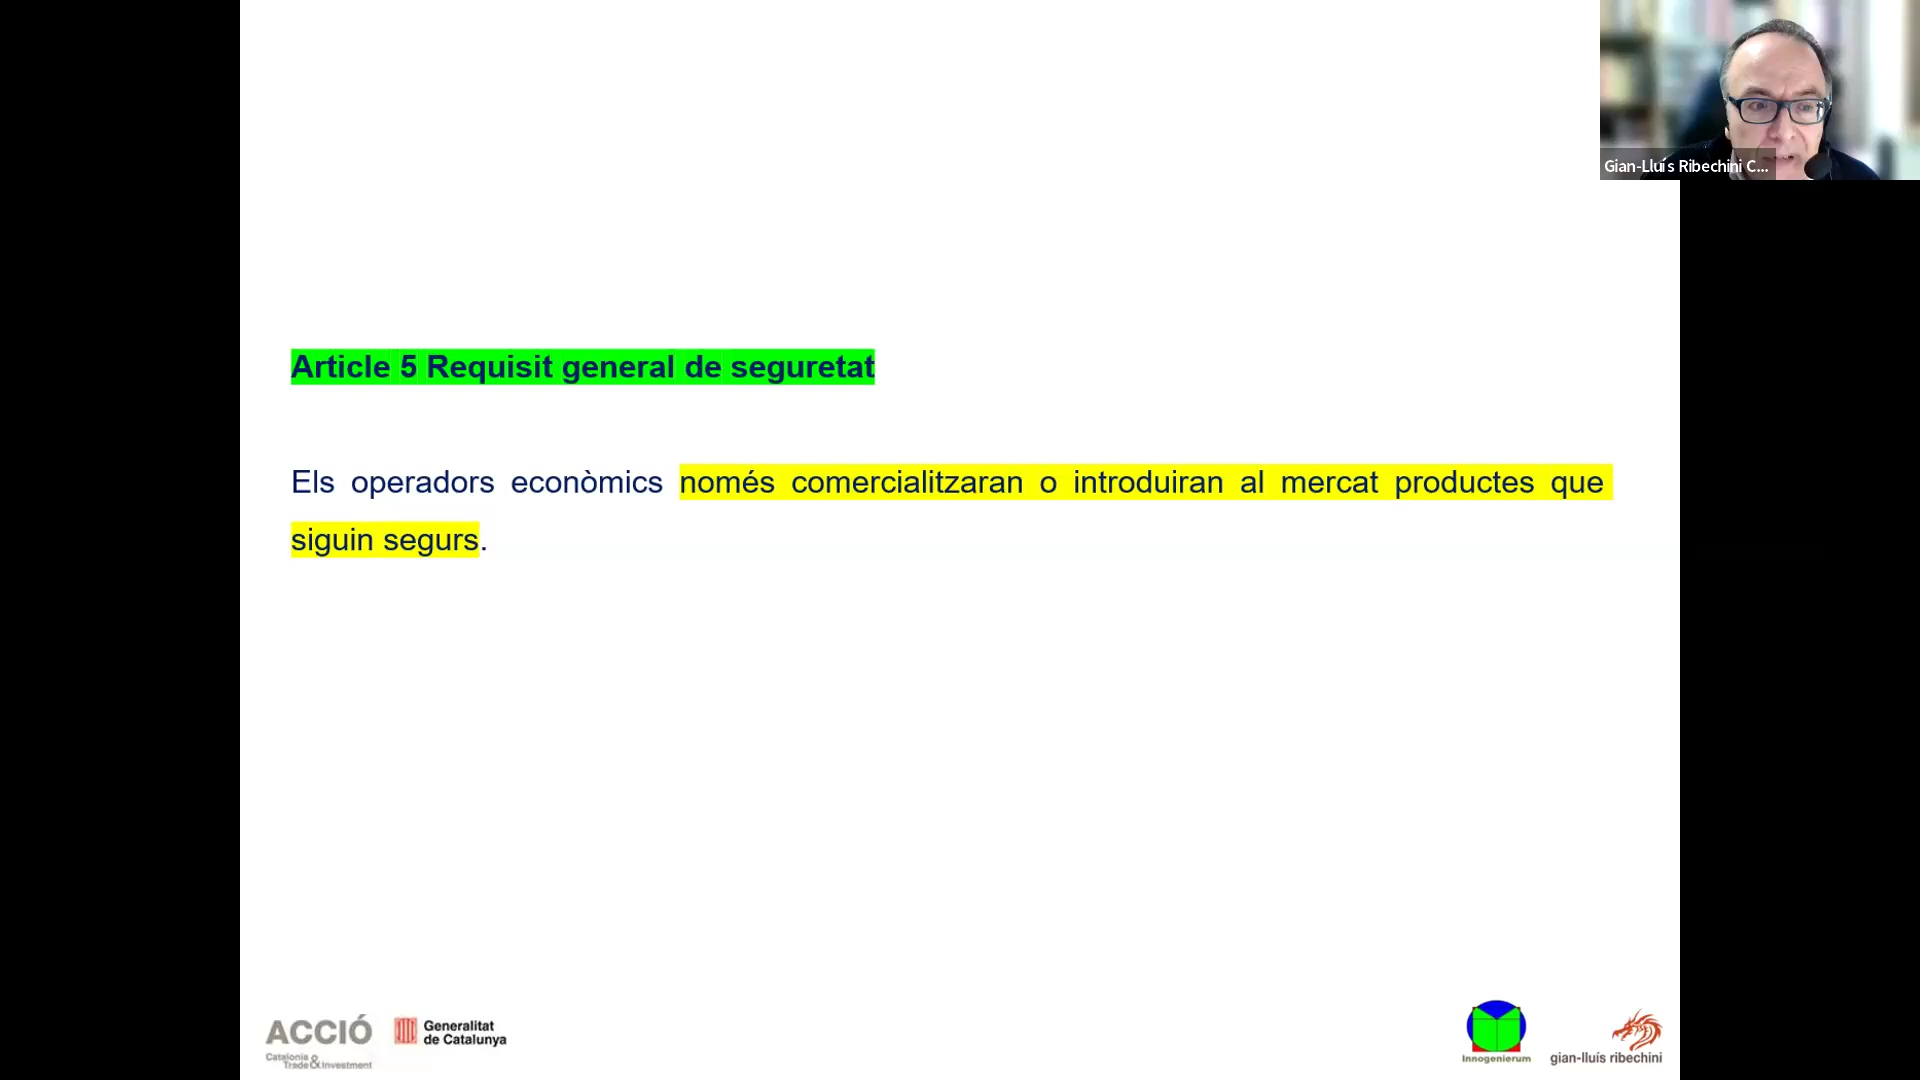 Gian-Lluís Ribechini C...
Article 5 Requisit general de seguretat
Els operadors econòmics només comercialitzaran o introduiran al mercat productes que
siguin segurs.
ACCIÓ
Catalonia
Trade & Investment
Generalitat
de Catalunya
Innogenierum
gian-lluís ribechini